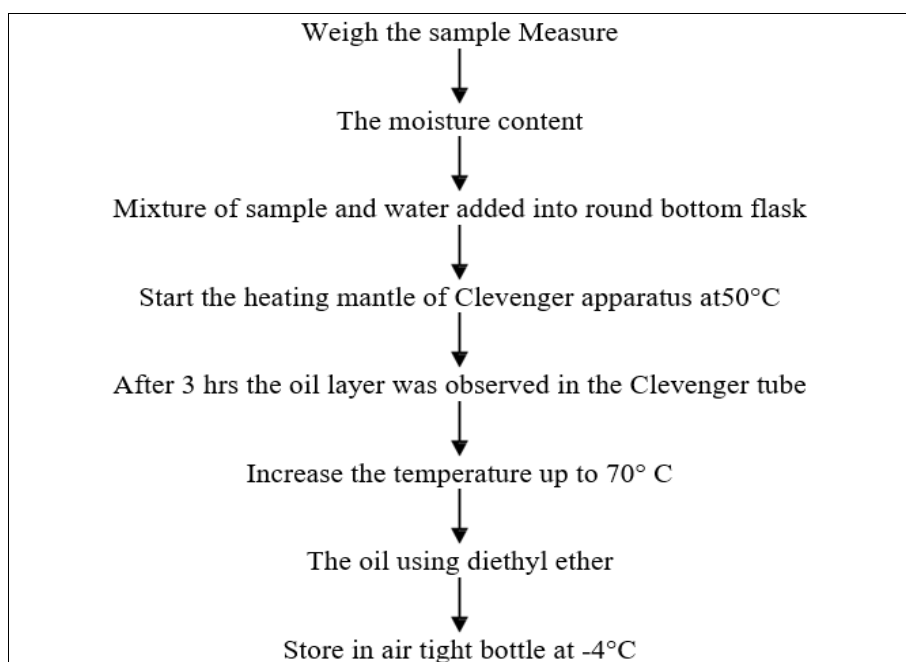 Weigh the sample Measure
The moisture content
Mixture of sample and water added into round bottom flask
Start the heating mantle of Clevenger apparatus at50°C
After 3 hrs the oil layer was observed in the Clevenger tube
Increase the temperature up to 70° C
The oil using diethyl ether
Store in air tight bottle at -4°C